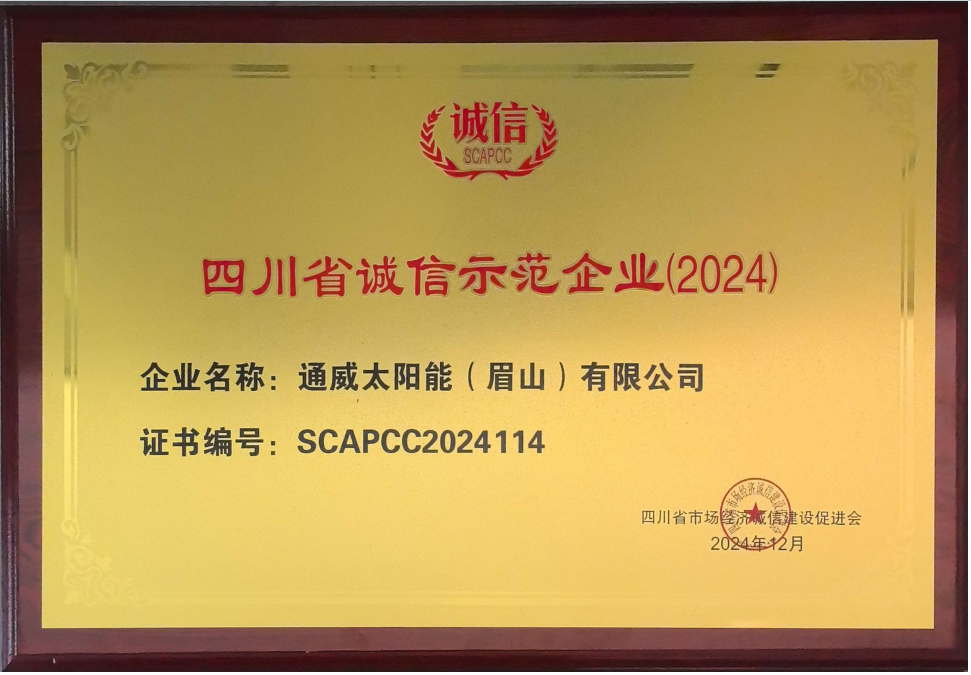 诚信
SCAPCC
四川省诚信示范企业(2024)
企业名称：通威太阳能（眉山）有限公司
证书编号：SCAPCC2024114
四川省市场经济诚信建设促进会
2024年12月